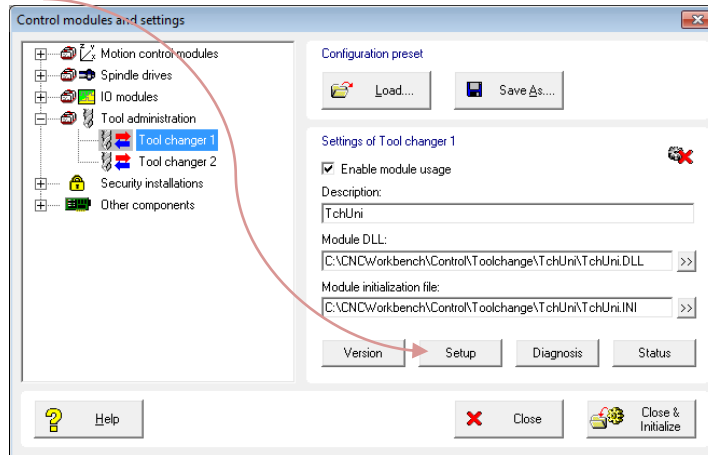 Control modules and settings
Motion control modules
Spindle drives
IO modules
Tool administration
Tool changer 1
Tool changer 2
Security installations
Other components
Configuration preset
Load....
Save As....
Settings of Tool changer 1
Enable module usage
Description:
TchUni
Module DLL:
C:\CNCWorkbench\Control\Toolchange\TchUni\TchUni.DLL
>>
Module initialization file:
C:\CNCWorkbench\Control\Toolchange\TchUni\TchUni.INI
>>
Version
Setup
Diagnosis
Status
Help
Close
Close &
Initialize